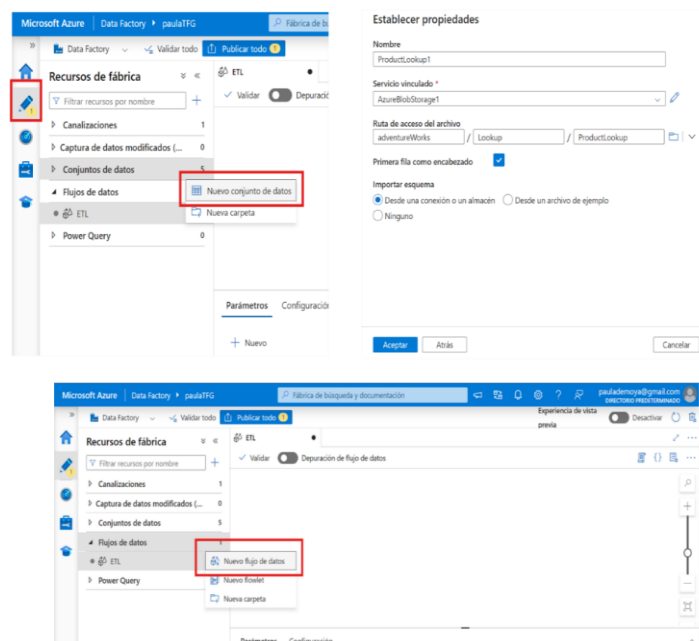 Microsoft Azure | Data Factory ▸ paulaTFG
Fábrica de b
Data Factory
Validar todo
Publicar todo 1
Recursos de fábrica
ETL
Filtrar recursos por nombre
Validar
Depuració
Canalizaciones 1
Captura de datos modificados (... 0
Conjuntos de datos 5
Nuevo conjunto de datos
Flujos de datos
Nueva carpeta
ETL
Power Query 0
Parámetros Configuración
+ Nuevo
Establecer propiedades
Nombre
ProductLookup1
Servicio vinculado *
AzureBlobStorage1
Ruta de acceso del archivo
adventureWorks / Lookup / ProductLookup
Primera fila como encabezado
Importar esquema
Desde una conexión o un almacén Desde un archivo de ejemplo
Ninguno
Aceptar Atrás Cancelar
Microsoft Azure | Data Factory ▸ paulaTFG
Fábrica de búsqueda y documentación
paulademoya@gmail.com
DIRECTORIO PREDETERMINADO
Data Factory
Validar todo
Publicar todo 1
Experiencia de vista previa
Desactivar
Recursos de fábrica
ETL
Filtrar recursos por nombre
Validar
Depuración de flujo de datos
Canalizaciones 1
Captura de datos modificados (... 0
Conjuntos de datos 5
Flujos de datos 1
Nuevo flujo de datos
ETL
Nuevo flowlet
Power Query
Nueva carpeta
Parámetros Configuración